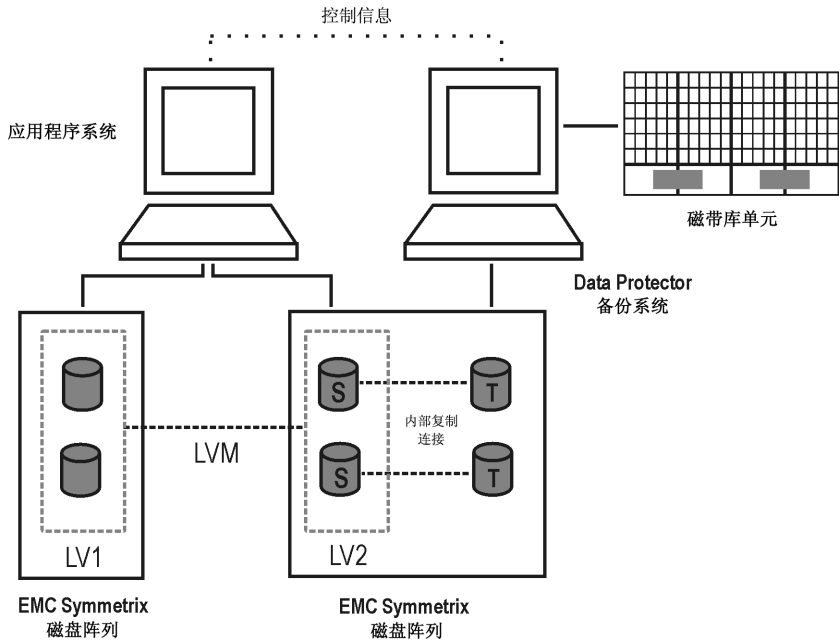 控制信息
应用程序系统
磁带库单元
Data Protector
备份系统
S
T
内部复制
连接
LVM
S
T
LV1
LV2
EMC Symmetrix
磁盘阵列
EMC Symmetrix
磁盘阵列